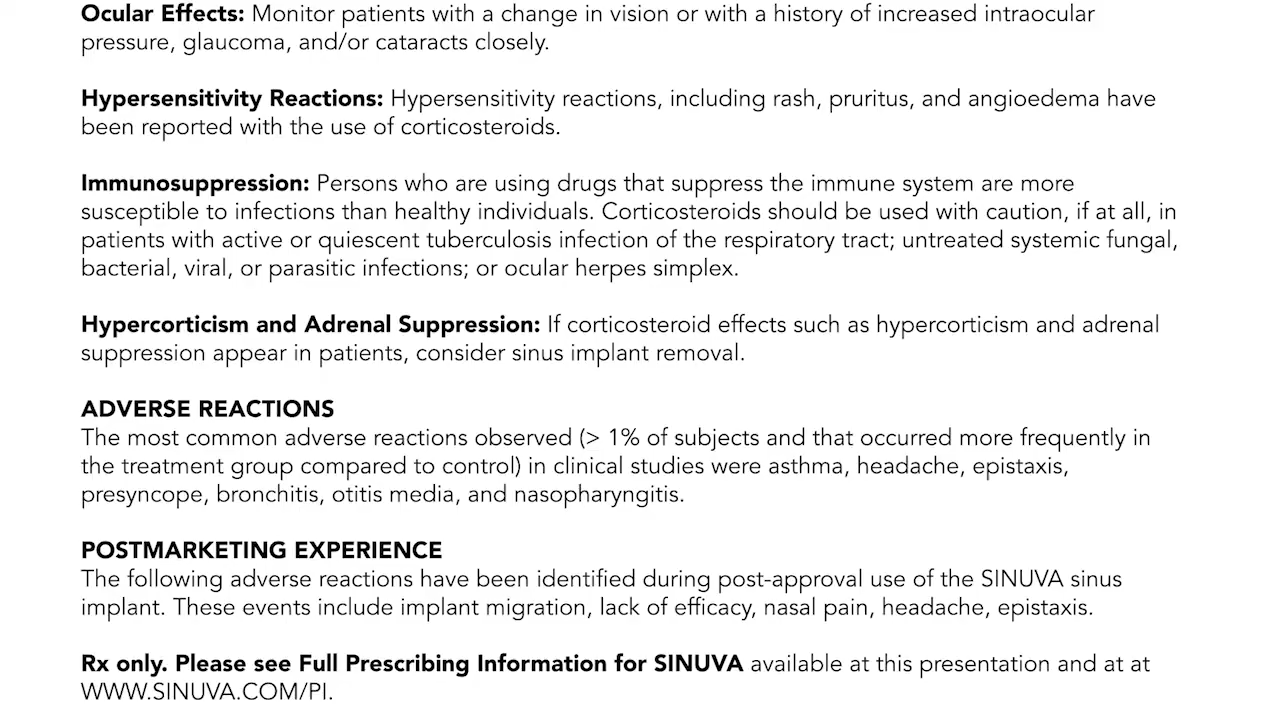 Ocular Effects: Monitor patients with a change in vision or with a history of increased intraocular
pressure, glaucoma, and/or cataracts closely.
Hypersensitivity Reactions: Hypersensitivity reactions, including rash, pruritus, and angioedema have
been reported with the use of corticosteroids.
Immunosuppression: Persons who are using drugs that suppress the immune system are more
susceptible to infections than healthy individuals. Corticosteroids should be used with caution, if at all, in
patients with active or quiescent tuberculosis infection of the respiratory tract; untreated systemic fungal,
bacterial, viral, or parasitic infections; or ocular herpes simplex.
Hypercorticism and Adrenal Suppression: If corticosteroid effects such as hypercorticism and adrenal
suppression appear in patients, consider sinus implant removal.
ADVERSE REACTIONS
The most common adverse reactions observed (> 1% of subjects and that occurred more frequently in
the treatment group compared to control) in clinical studies were asthma, headache, epistaxis,
presyncope, bronchitis, otitis media, and nasopharyngitis.
POSTMARKETING EXPERIENCE
The following adverse reactions have been identified during post-approval use of the SINUVA sinus
implant. These events include implant migration, lack of efficacy, nasal pain, headache, epistaxis.
Rx only. Please see Full Prescribing Information for SINUVA available at this presentation and at at
WWW.SINUVA.COM/PI.